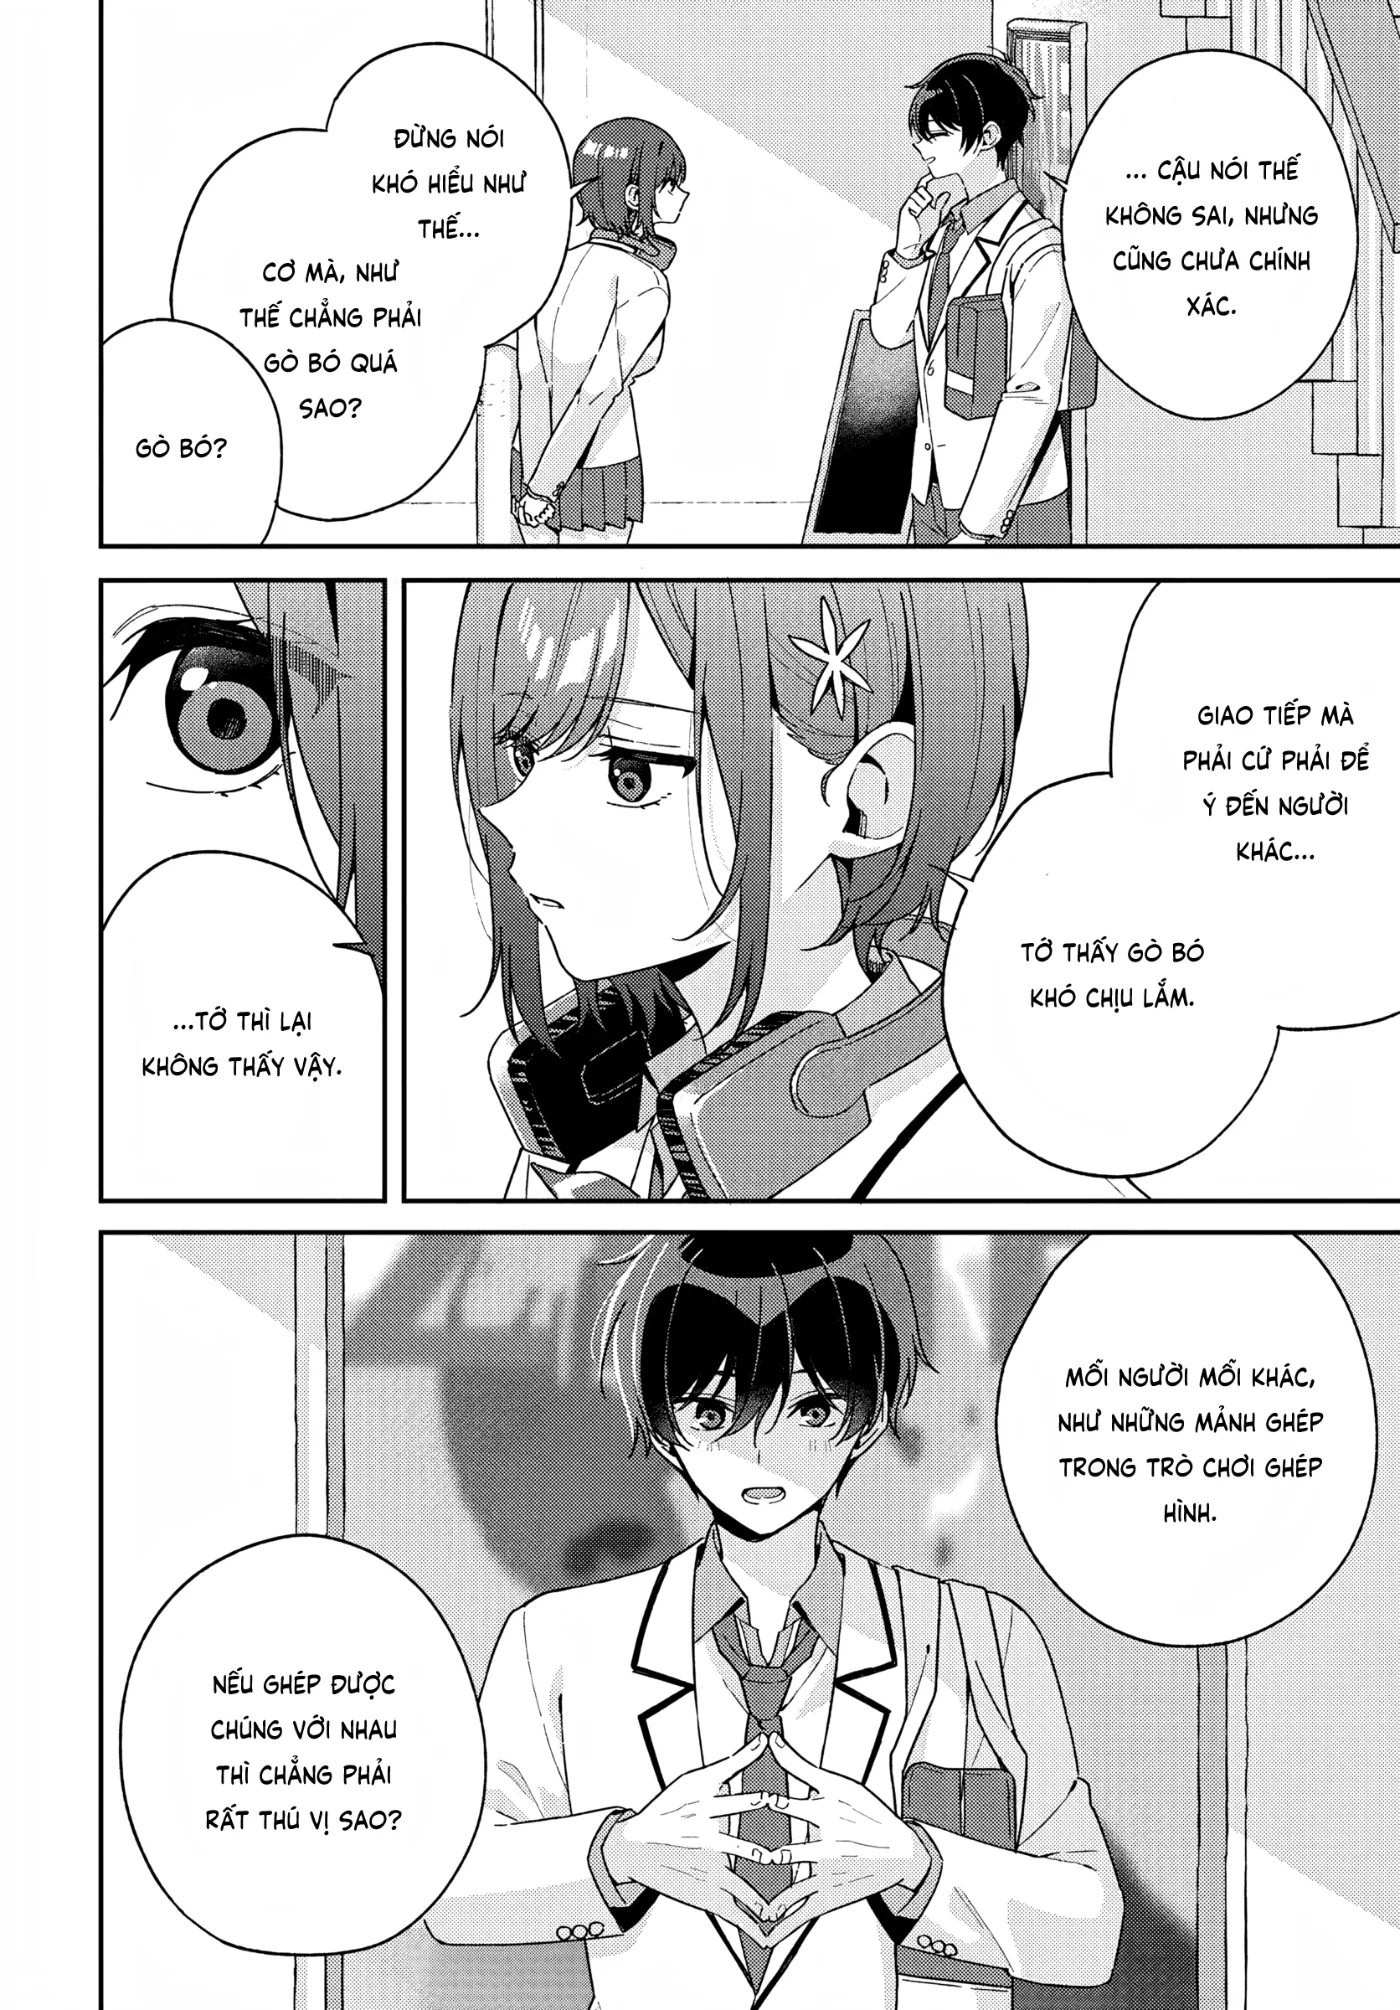 ... CẬU NÓI THẾ
KHÔNG SAI, NHƯNG
CŨNG CHƯA CHÍNH
XÁC.
ĐỪNG NÓI
KHÓ HIỂU NHƯ
THẾ...
CƠ MÀ, NHƯ
THẾ CHẲNG PHẢI
GÒ BÓ QUÁ
SAO?
GÒ BÓ?
GIAO TIẾP MÀ
PHẢI CỨ PHẢI ĐỂ
Ý ĐẾN NGƯỜI
KHÁC...
TỚ THẤY GÒ BÓ
KHÓ CHỊU LẮM.
...TỚ THÌ LẠI
KHÔNG THẤY VẬY.
MỖI NGƯỜI MỖI KHÁC,
NHƯ NHỮNG MẢNH GHÉP
TRONG TRÒ CHƠI GHÉP
HÌNH.
NẾU GHÉP ĐƯỢC
CHÚNG VỚI NHAU
THÌ CHẲNG PHẢI
RẤT THÚ VỊ SAO?